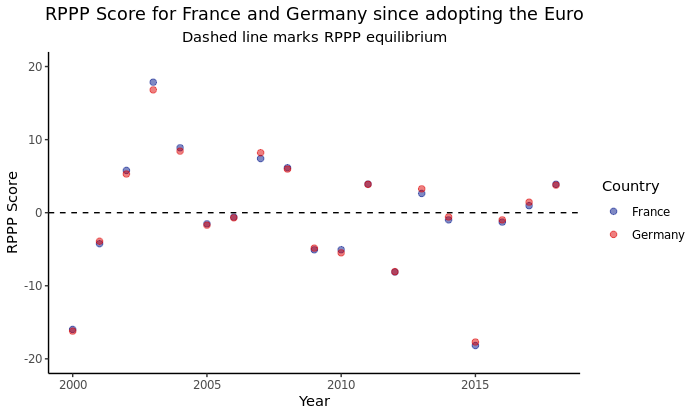 RPPP Score for France and Germany since adopting the Euro
Dashed line marks RPPP equilibrium
20
10
0
-10
-20
RPPP Score
2000
2005
2010
2015
Year
Country
France
Germany